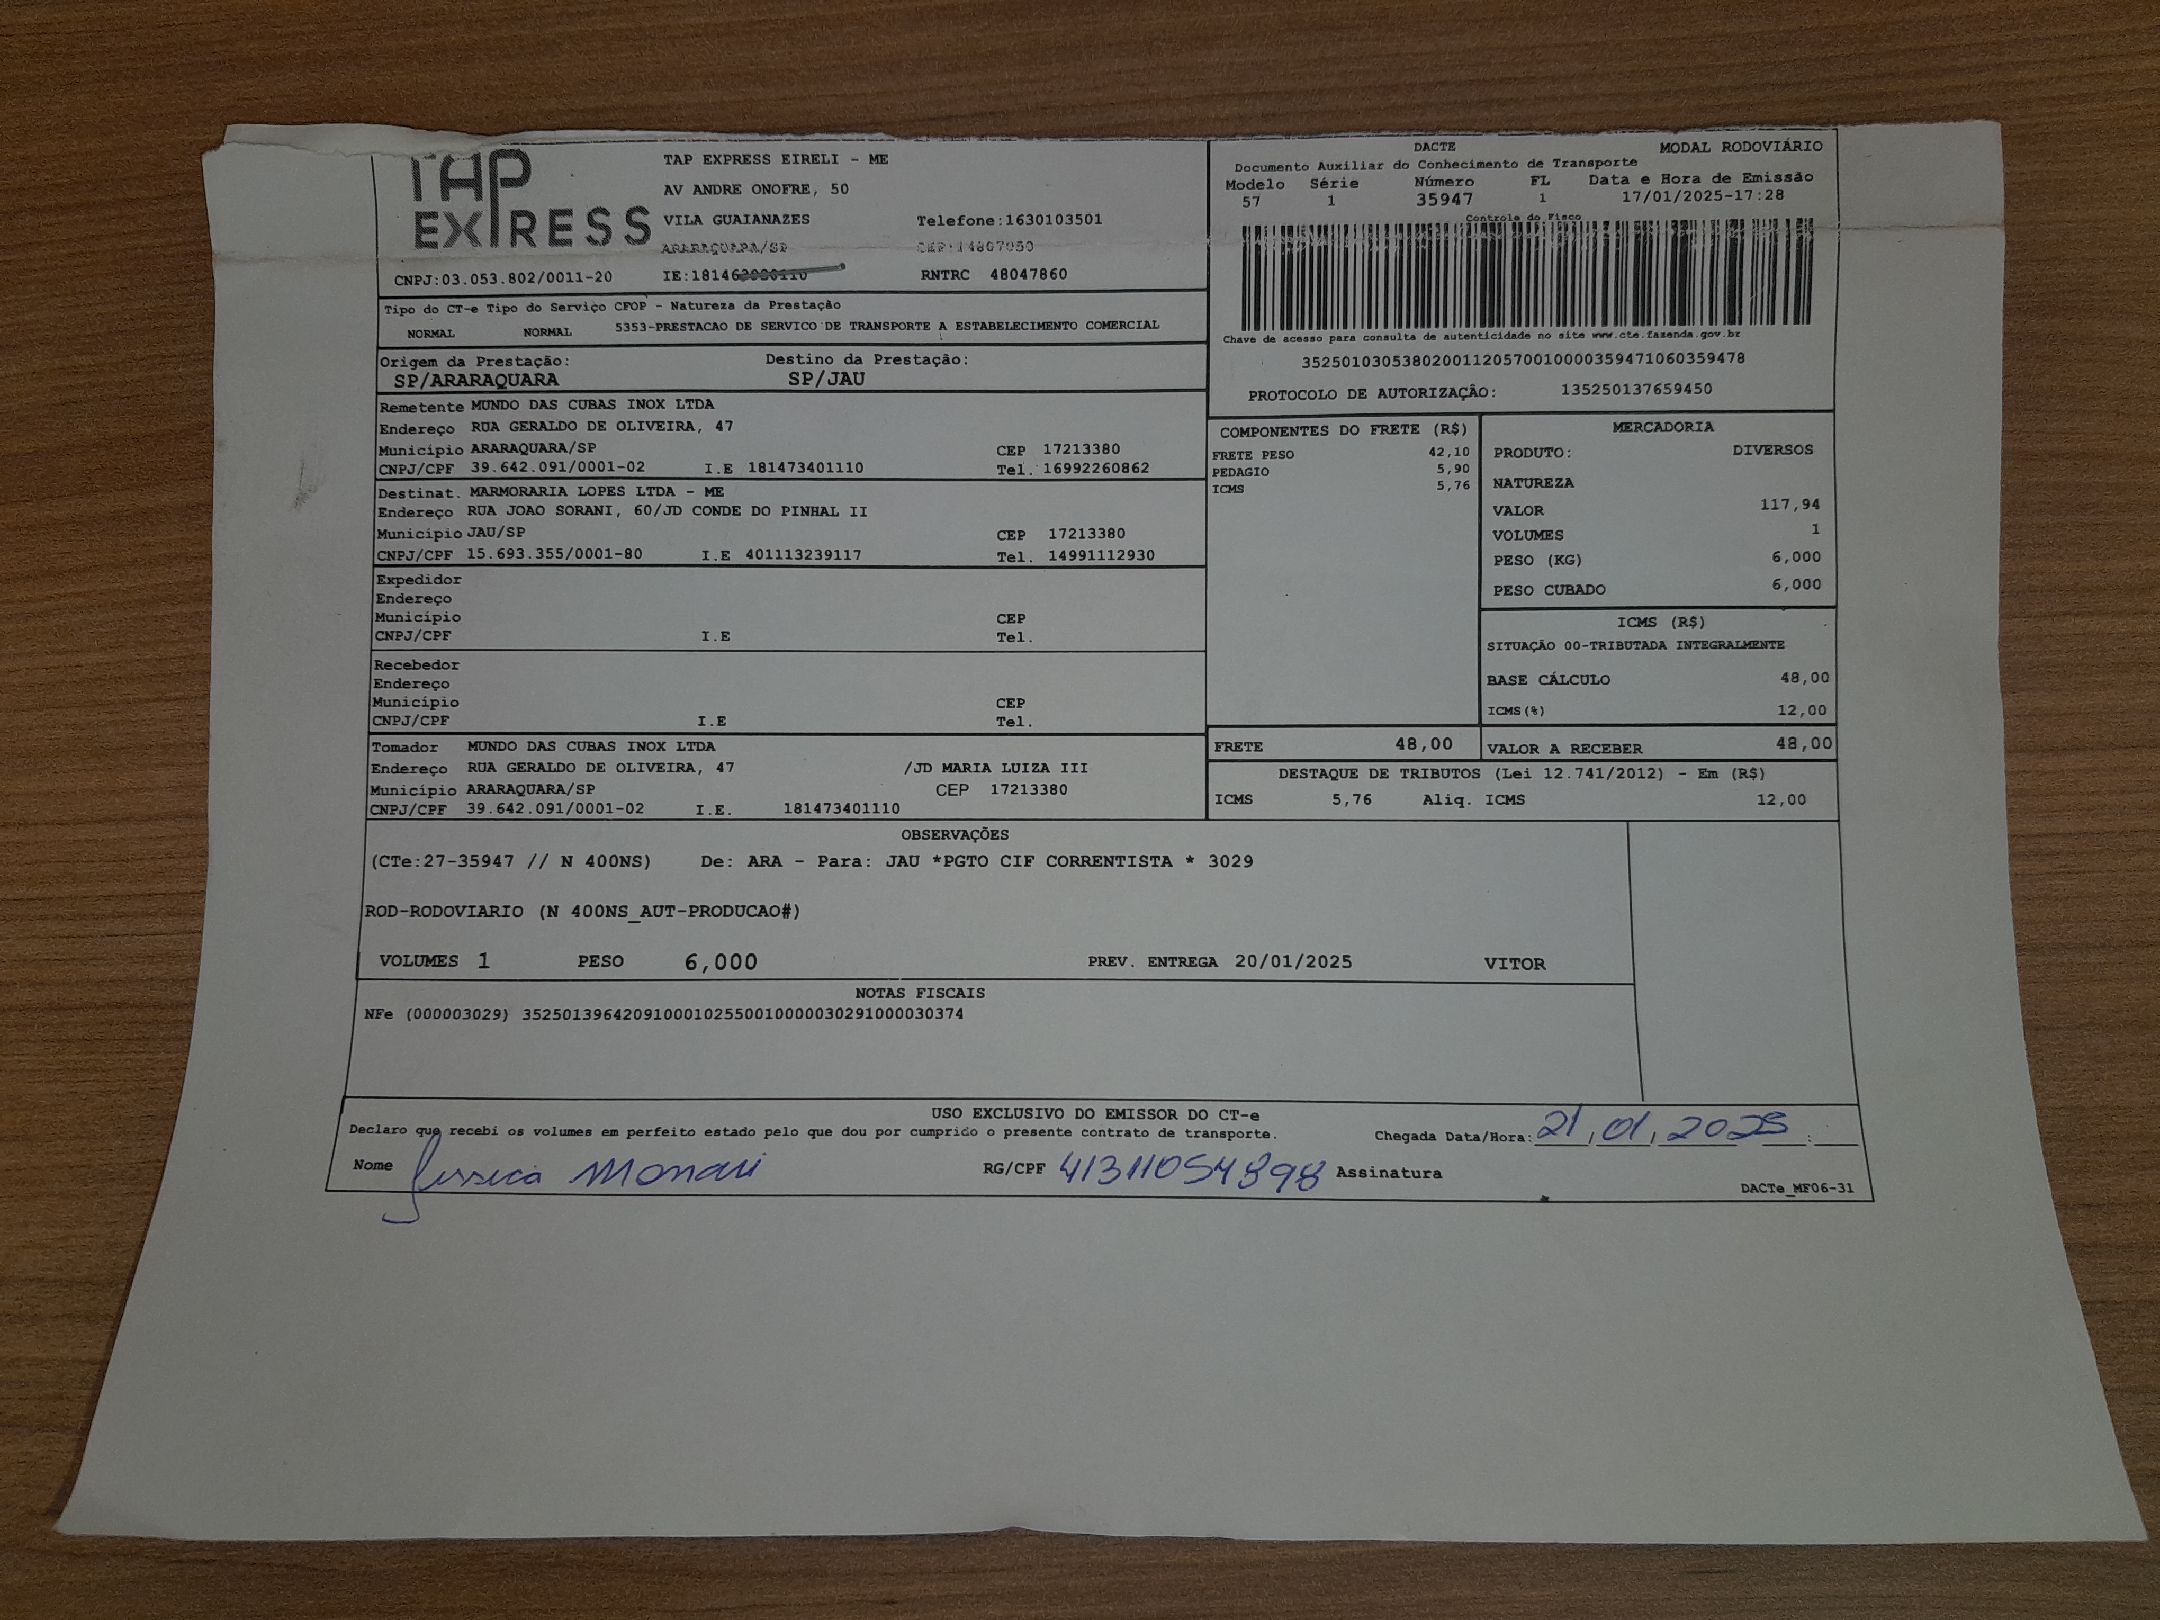 TAP
EXPRESS
TAP EXPRESS EIRELI - ME
AV ANDRE ONOFRE, 50
VILA GUAIANAZES Telefone:1630103501
ARARAQUARA/SP CEP:14807050
CNPJ:03.053.802/0011-20 IE:18146 RNTRC 48047860
DACTE MODAL RODOVIÁRIO
Documento Auxiliar do Conhecimento de Transporte
Modelo Série Número FL Data e Hora de Emissão
57 1 35947 1 17/01/2025-17:28
Controle do Fisco
Chave de acesso para consulta de autenticidade no site www.cte.fazenda.gov.bz
35250103053802001120570010000359471060359478
PROTOCOLO DE AUTORIZAÇÃO: 135250137659450
Tipo do CT-e Tipo do Serviço CFOP - Natureza da Prestação
NORMAL NORMAL 5353-PRESTACAO DE SERVICO DE TRANSPORTE A ESTABELECIMENTO COMERCIAL
Origem da Prestação: Destino da Prestação:
SP/ARARAQUARA SP/JAU
Remetente MUNDO DAS CUBAS INOX LTDA
Endereço RUA GERALDO DE OLIVEIRA, 47
Município ARARAQUARA/SP CEP 17213380
CNPJ/CPF 39.642.091/0001-02 I.E 181473401110 Tel. 16992260862
Destinat. MARMORARIA LOPES LTDA - ME
Endereço RUA JOAO SORANI, 60/JD CONDE DO PINHAL II
Município JAU/SP CEP 17213380
CNPJ/CPF 15.693.355/0001-80 I.E 401113239117 Tel. 14991112930
Expedidor
Endereço
Município CEP
CNPJ/CPF I.E Tel.
Recebedor
Endereço
Município CEP
CNPJ/CPF I.E Tel.
Tomador MUNDO DAS CUBAS INOX LTDA
Endereço RUA GERALDO DE OLIVEIRA, 47 /JD MARIA LUIZA III
Município ARARAQUARA/SP CEP 17213380
CNPJ/CPF 39.642.091/0001-02 I.E. 181473401110
COMPONENTES DO FRETE (R$)
FRETE PESO 42,10
PEDAGIO 5,90
ICMS 5,76
MERCADORIA
PRODUTO: DIVERSOS
NATUREZA
VALOR 117,94
VOLUMES 1
PESO (KG) 6,000
PESO CUBADO 6,000
ICMS (R$)
SITUAÇÃO 00-TRIBUTADA INTEGRALMENTE
BASE CÁLCULO 48,00
ICMS(%) 12,00
FRETE 48,00 VALOR A RECEBER 48,00
DESTAQUE DE TRIBUTOS (Lei 12.741/2012) - Em (R$)
ICMS 5,76 Aliq. ICMS 12,00
OBSERVAÇÕES
(CTe:27-35947 // N 400NS) De: ARA - Para: JAU *PGTO CIF CORRENTISTA * 3029
ROD-RODOVIARIO (N 400NS_AUT-PRODUCAO#)
VOLUMES 1 PESO 6,000 PREV. ENTREGA 20/01/2025 VITOR
NOTAS FISCAIS
NFe (000003029) 35250139642091000102550010000030291000030374
USO EXCLUSIVO DO EMISSOR DO CT-e
Declaro que recebi os volumes em perfeito estado pelo que dou por cumprido o presente contrato de transporte. Chegada Data/Hora: 21/01/2025 :
Nome Jessica Monari RG/CPF 41311054898 Assinatura
DACTe_MF06-31